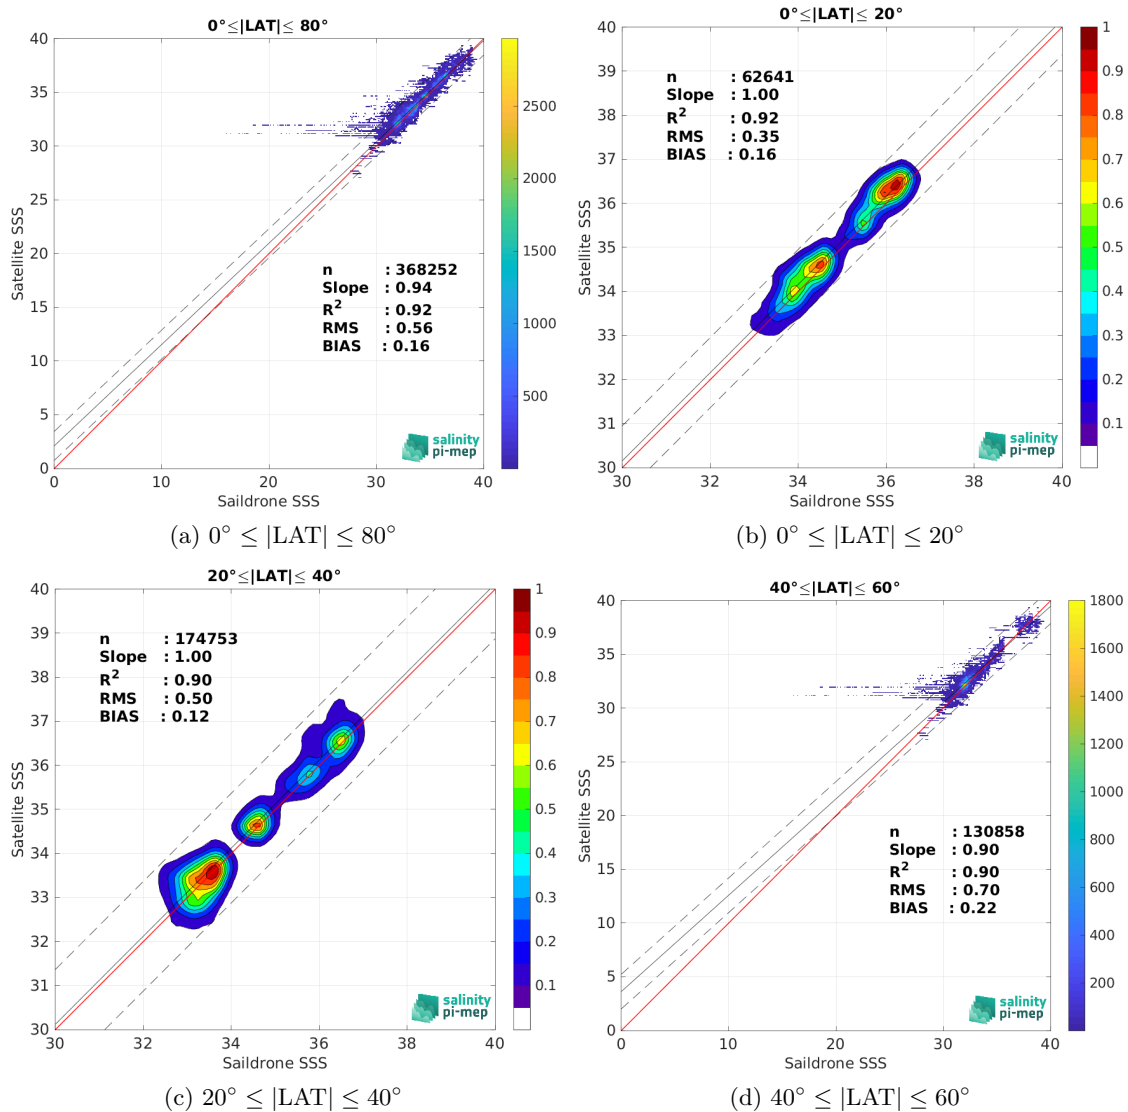 0°≤|LAT|≤ 80°
40
35
30
25
20
15
10
5
0
Satellite SSS
n : 368252
Slope : 0.94
R² : 0.92
RMS : 0.56
BIAS : 0.16
salinity
pi-mep
0 10 20 30 40
Saildrone SSS
2500
2000
1500
1000
500
(a) 0° ≤ |LAT| ≤ 80°
0°≤|LAT|≤ 20°
40
39
38
37
36
35
34
33
32
31
30
Satellite SSS
n : 62641
Slope : 1.00
R² : 0.92
RMS : 0.35
BIAS : 0.16
salinity
pi-mep
30 32 34 36 38 40
Saildrone SSS
1
0.9
0.8
0.7
0.6
0.5
0.4
0.3
0.2
0.1
(b) 0° ≤ |LAT| ≤ 20°
20°≤|LAT|≤ 40°
40
39
38
37
36
35
34
33
32
31
30
Satellite SSS
n : 174753
Slope : 1.00
R² : 0.90
RMS : 0.50
BIAS : 0.12
salinity
pi-mep
30 32 34 36 38 40
Saildrone SSS
1
0.9
0.8
0.7
0.6
0.5
0.4
0.3
0.2
0.1
(c) 20° ≤ |LAT| ≤ 40°
40°≤|LAT|≤ 60°
40
35
30
25
20
15
10
5
0
Satellite SSS
n : 130858
Slope : 0.90
R² : 0.90
RMS : 0.70
BIAS : 0.22
salinity
pi-mep
0 10 20 30 40
Saildrone SSS
1800
1600
1400
1200
1000
800
600
400
200
(d) 40° ≤ |LAT| ≤ 60°